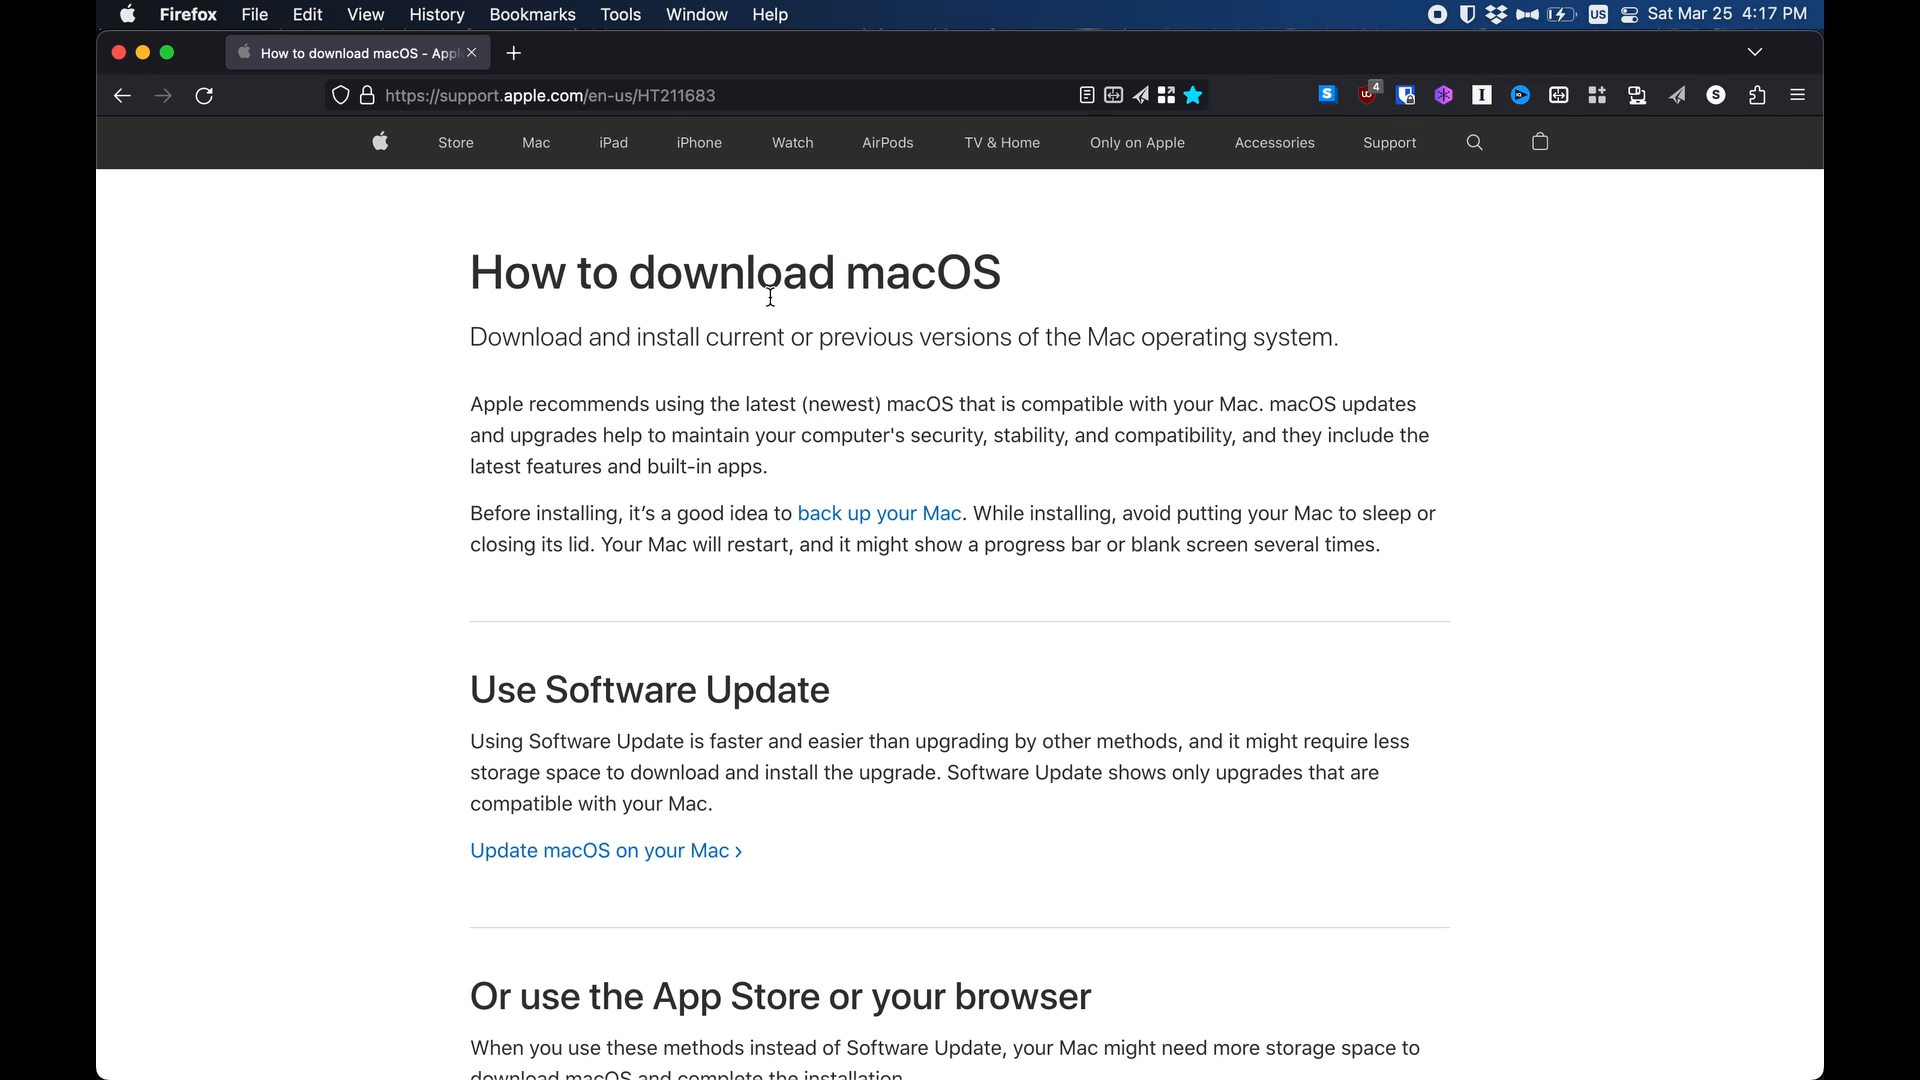 Firefox File Edit View History Bookmarks Tools Window Help US Sat Mar 25 4:17 PM
How to download macOS - Appl
https://support.apple.com/en-us/HT211683 S 4 S
Store Mac iPad iPhone Watch AirPods TV & Home Only on Apple Accessories Support
How to download macOS
Download and install current or previous versions of the Mac operating system.
Apple recommends using the latest (newest) macOS that is compatible with your Mac. macOS updates
and upgrades help to maintain your computer's security, stability, and compatibility, and they include the
latest features and built-in apps.
Before installing, it's a good idea to back up your Mac. While installing, avoid putting your Mac to sleep or
closing its lid. Your Mac will restart, and it might show a progress bar or blank screen several times.
Use Software Update
Using Software Update is faster and easier than upgrading by other methods, and it might require less
storage space to download and install the upgrade. Software Update shows only upgrades that are
compatible with your Mac.
Update macOS on your Mac ›
Or use the App Store or your browser
When you use these methods instead of Software Update, your Mac might need more storage space to
download macOS and complete the installation.